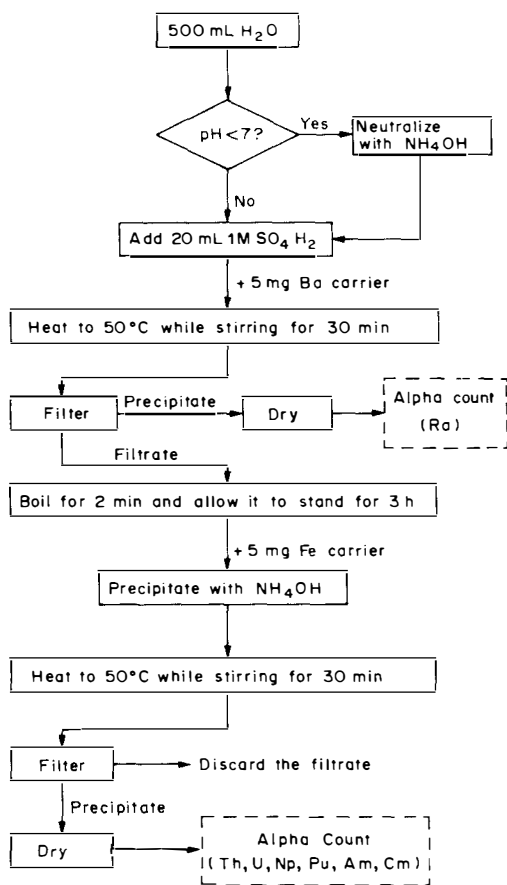 500 mL H₂O
pH < 7?
Yes
Neutralize
with NH₄OH
No
Add 20 mL 1M SO₄ H₂
+ 5 mg Ba carrier
Heat to 50°C while stirring for 30 min
Filter
Precipitate
Dry
Alpha count
(Ra)
Filtrate
Boil for 2 min and allow it to stand for 3 h
+ 5 mg Fe carrier
Precipitate with NH₄OH
Heat to 50°C while stirring for 30 min
Filter
Discard the filtrate
Precipitate
Dry
Alpha Count
(Th, U, Np, Pu, Am, Cm)